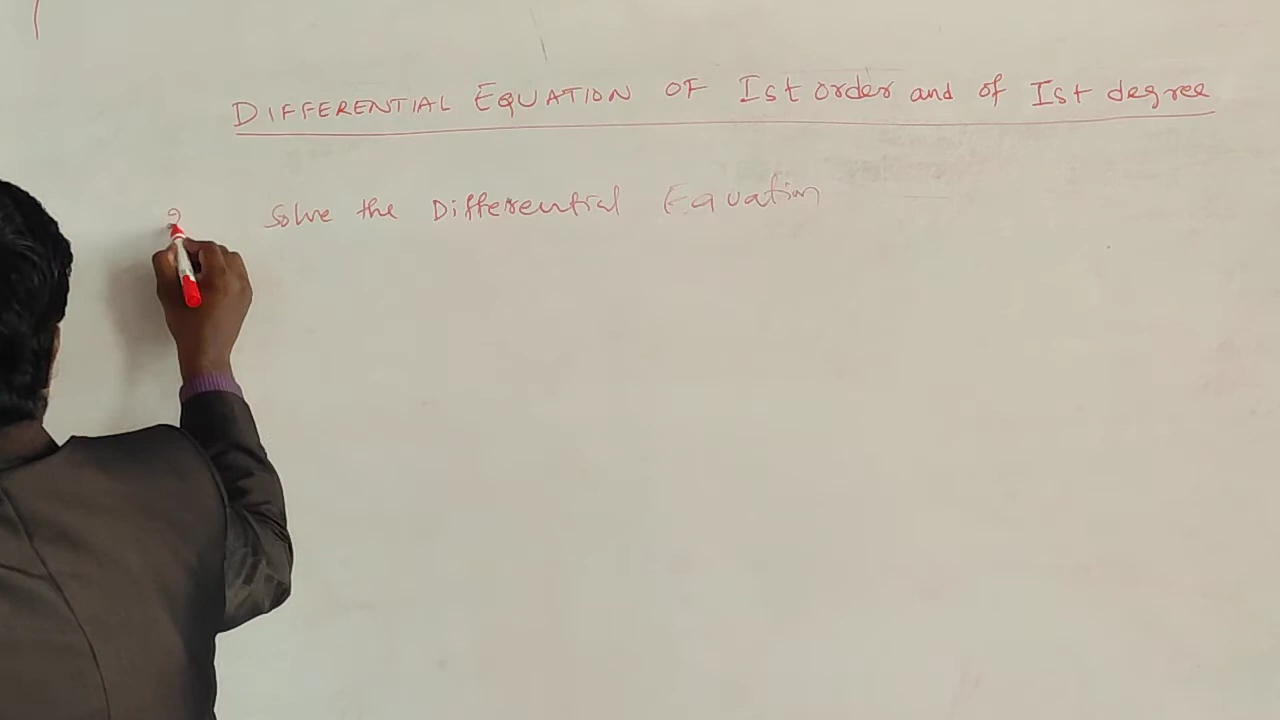 DIFFERENTIAL EQUATION OF Ist order and of Ist degree
Solve the Differential Equation